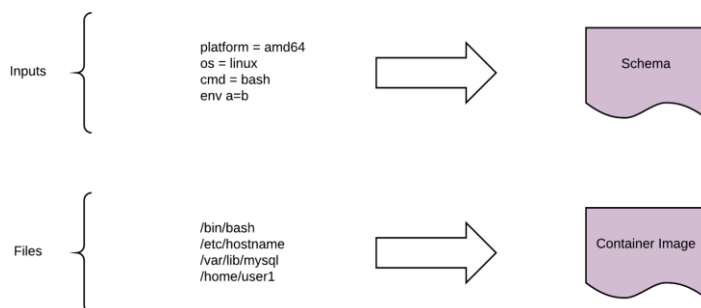 Inputs
platform = amd64
os = linux
cmd = bash
env a=b
Schema
Files
/bin/bash
/etc/hostname
/var/lib/mysql
/home/user1
Container Image